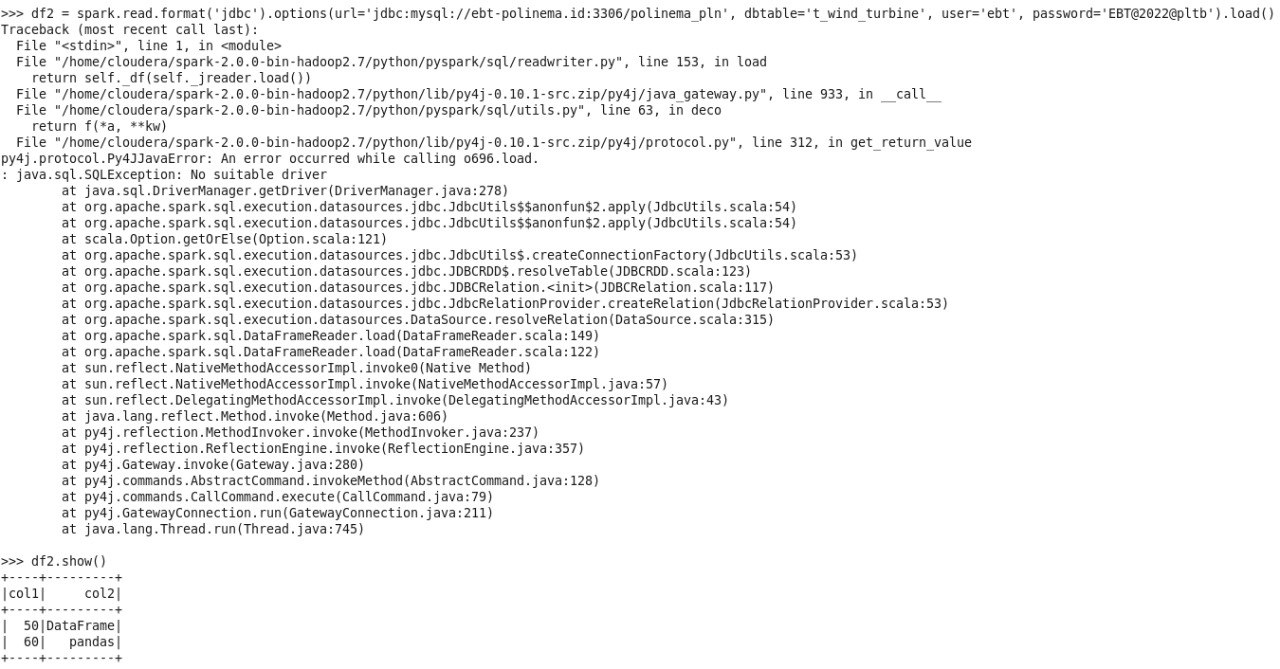 >>> df2 = spark.read.format('jdbc').options(url='jdbc:mysql://ebt-polinema.id:3306/polinema_pln', dbtable='t_wind_turbine', user='ebt', password='EBT@2022@pltb').load()
Traceback (most recent call last):
  File "<stdin>", line 1, in <module>
  File "/home/cloudera/spark-2.0.0-bin-hadoop2.7/python/pyspark/sql/readwriter.py", line 153, in load
    return self._df(self._jreader.load())
  File "/home/cloudera/spark-2.0.0-bin-hadoop2.7/python/lib/py4j-0.10.1-src.zip/py4j/java_gateway.py", line 933, in __call__
  File "/home/cloudera/spark-2.0.0-bin-hadoop2.7/python/pyspark/sql/utils.py", line 63, in deco
    return f(*a, **kw)
  File "/home/cloudera/spark-2.0.0-bin-hadoop2.7/python/lib/py4j-0.10.1-src.zip/py4j/protocol.py", line 312, in get_return_value
py4j.protocol.Py4JJavaError: An error occurred while calling o696.load.
: java.sql.SQLException: No suitable driver
        at java.sql.DriverManager.getDriver(DriverManager.java:278)
        at org.apache.spark.sql.execution.datasources.jdbc.JdbcUtils$$anonfun$2.apply(JdbcUtils.scala:54)
        at org.apache.spark.sql.execution.datasources.jdbc.JdbcUtils$$anonfun$2.apply(JdbcUtils.scala:54)
        at scala.Option.getOrElse(Option.scala:121)
        at org.apache.spark.sql.execution.datasources.jdbc.JdbcUtils$.createConnectionFactory(JdbcUtils.scala:53)
        at org.apache.spark.sql.execution.datasources.jdbc.JDBCRDD$.resolveTable(JDBCRDD.scala:123)
        at org.apache.spark.sql.execution.datasources.jdbc.JDBCRelation.<init>(JDBCRelation.scala:117)
        at org.apache.spark.sql.execution.datasources.jdbc.JdbcRelationProvider.createRelation(JdbcRelationProvider.scala:53)
        at org.apache.spark.sql.execution.datasources.DataSource.resolveRelation(DataSource.scala:315)
        at org.apache.spark.sql.DataFrameReader.load(DataFrameReader.scala:149)
        at org.apache.spark.sql.DataFrameReader.load(DataFrameReader.scala:122)
        at sun.reflect.NativeMethodAccessorImpl.invoke0(Native Method)
        at sun.reflect.NativeMethodAccessorImpl.invoke(NativeMethodAccessorImpl.java:57)
        at sun.reflect.DelegatingMethodAccessorImpl.invoke(DelegatingMethodAccessorImpl.java:43)
        at java.lang.reflect.Method.invoke(Method.java:606)
        at py4j.reflection.MethodInvoker.invoke(MethodInvoker.java:237)
        at py4j.reflection.ReflectionEngine.invoke(ReflectionEngine.java:357)
        at py4j.Gateway.invoke(Gateway.java:280)
        at py4j.commands.AbstractCommand.invokeMethod(AbstractCommand.java:128)
        at py4j.commands.CallCommand.execute(CallCommand.java:79)
        at py4j.GatewayConnection.run(GatewayConnection.java:211)
        at java.lang.Thread.run(Thread.java:745)

>>> df2.show()
+----+---------+
|col1|     col2|
+----+---------+
|  50|DataFrame|
|  60|   pandas|
+----+---------+